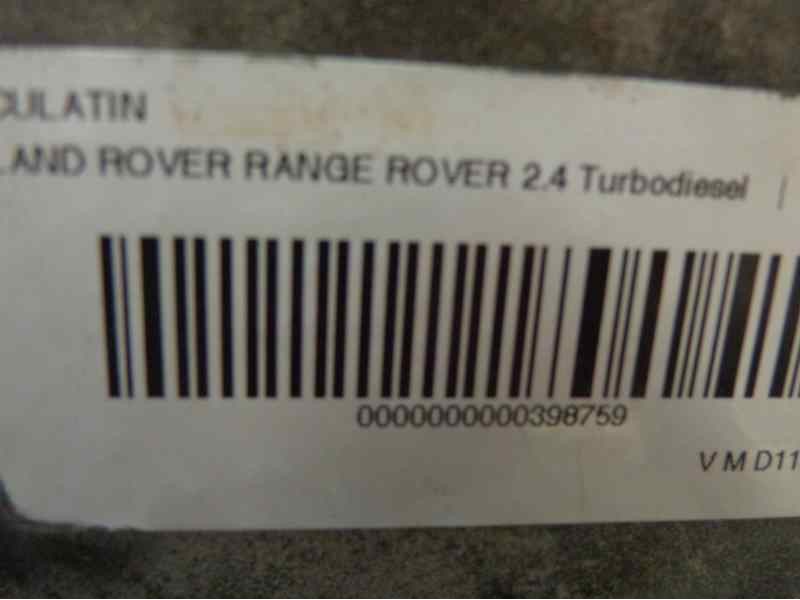 CULATIN
LAND ROVER RANGE ROVER 2.4 Turbodiesel |
0000000000398759
V M D11